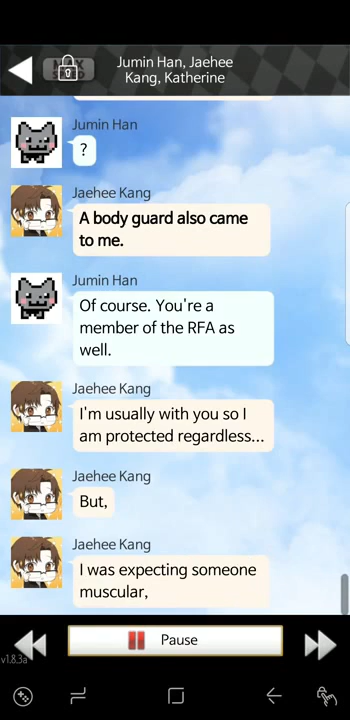 Jumin Han, Jaehee
Kang, Katherine
Jumin Han
?
Jaehee Kang
A body guard also came
to me.
Jumin Han
Of course. You're a
member of the RFA as
well.
Jaehee Kang
I'm usually with you so I
am protected regardless...
Jaehee Kang
But,
Jaehee Kang
I was expecting someone
muscular,
Pause
v1.8.3a